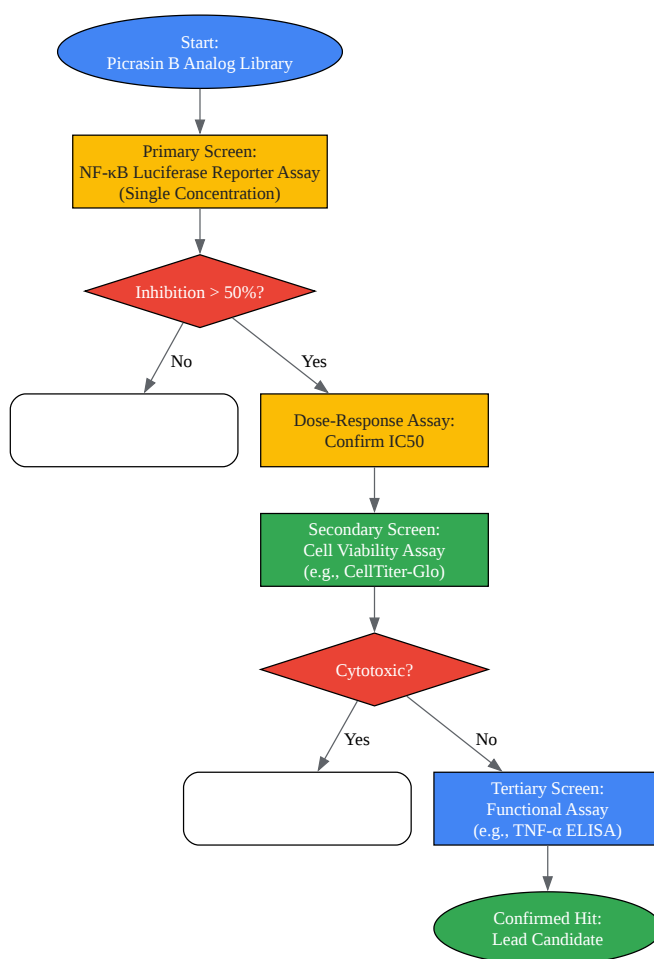 Start:
Picrasin B Analog Library
Primary Screen:
NF-κB Luciferase Reporter Assay
(Single Concentration)
Inhibition > 50%?
No
Yes
Dose-Response Assay:
Confirm IC50
Secondary Screen:
Cell Viability Assay
(e.g., CellTiter-Glo)
Cytotoxic?
Yes
No
Tertiary Screen:
Functional Assay
(e.g., TNF-α ELISA)
Confirmed Hit:
Lead Candidate